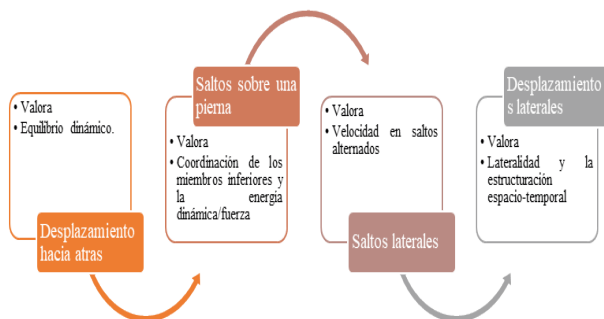 • Valora
• Equilibrio dinámico.
Desplazamiento
hacia atras
Saltos sobre una
pierna
• Valora
• Coordinación de los
miembros inferiores y
la energía
dinámica/fuerza
• Valora
• Velocidad en saltos
alternados
Saltos laterales
Desplazamiento
s laterales
• Valora
• Lateralidad y la
estructuración
espacio-temporal